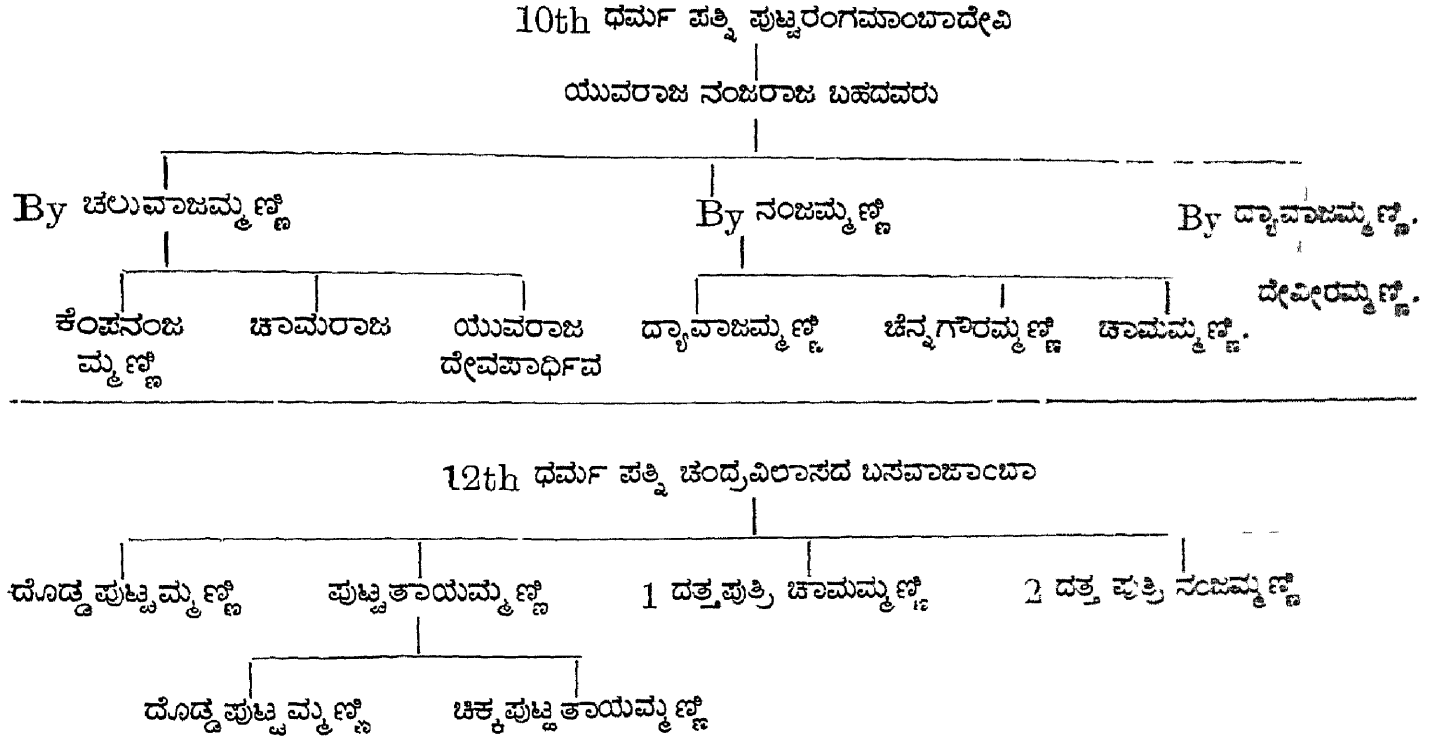 10th ಧರ್ಮ ಪತ್ನಿ ಪುಟ್ಟರಂಗಮಾಂಬಾದೇವಿ
ಯುವರಾಜ ನಂಜರಾಜ ಬಹದವರು
By ಚಲುವಾಜಮ್ಮಣ್ಣಿ By ನಂಜಮ್ಮಣ್ಣಿ By ದ್ಯಾವಾಜಮ್ಮಣ್ಣಿ.
ದೇವೀರಮ್ಮಣ್ಣಿ.
ಕೆಂಪನಂಜ ಚಾಮರಾಜ ಯುವರಾಜ ದ್ಯಾವಾಜಮ್ಮಣ್ಣಿ ಚೆನ್ನಗೌರಮ್ಮಣ್ಣಿ ಚಾಮಮ್ಮಣ್ಣಿ.
ಮ್ಮಣ್ಣಿ ದೇವಪಾರ್ಥಿವ
12th ಧರ್ಮ ಪತ್ನಿ ಚಂದ್ರವಿಲಾಸದ ಬಸವಾಜಾಂಬಾ
ದೊಡ್ಡಪುಟ್ಟಮ್ಮಣ್ಣಿ ಪುಟ್ಟತಾಯಮ್ಮಣ್ಣಿ 1 ದತ್ತಪುತ್ರಿ ಚಾಮಮ್ಮಣ್ಣಿ 2 ದತ್ತ ಪುತ್ರಿ ನಂಜಮ್ಮಣ್ಣಿ
ದೊಡ್ಡಪುಟ್ಟಮ್ಮಣ್ಣಿ ಚಿಕ್ಕಪುಟ್ಟತಾಯಮ್ಮಣ್ಣಿ